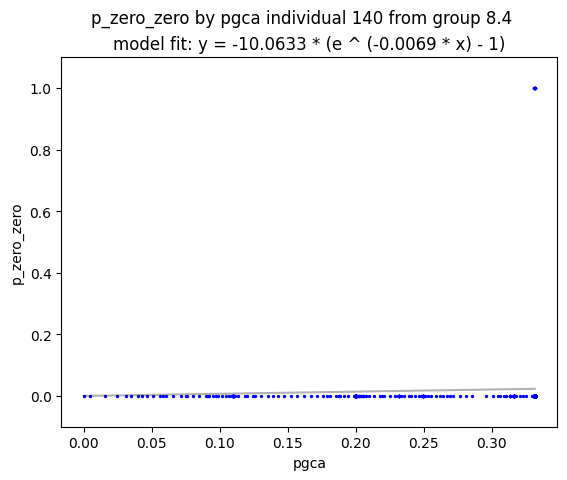 p_zero_zero by pgca individual 140 from group 8.4
model fit: y = -10.0633 * (e ^ (-0.0069 * x) - 1)
1.0
0.8
0.6
0.4
0.2
0.0
p_zero_zero
0.00 0.05 0.10 0.15 0.20 0.25 0.30
pgca